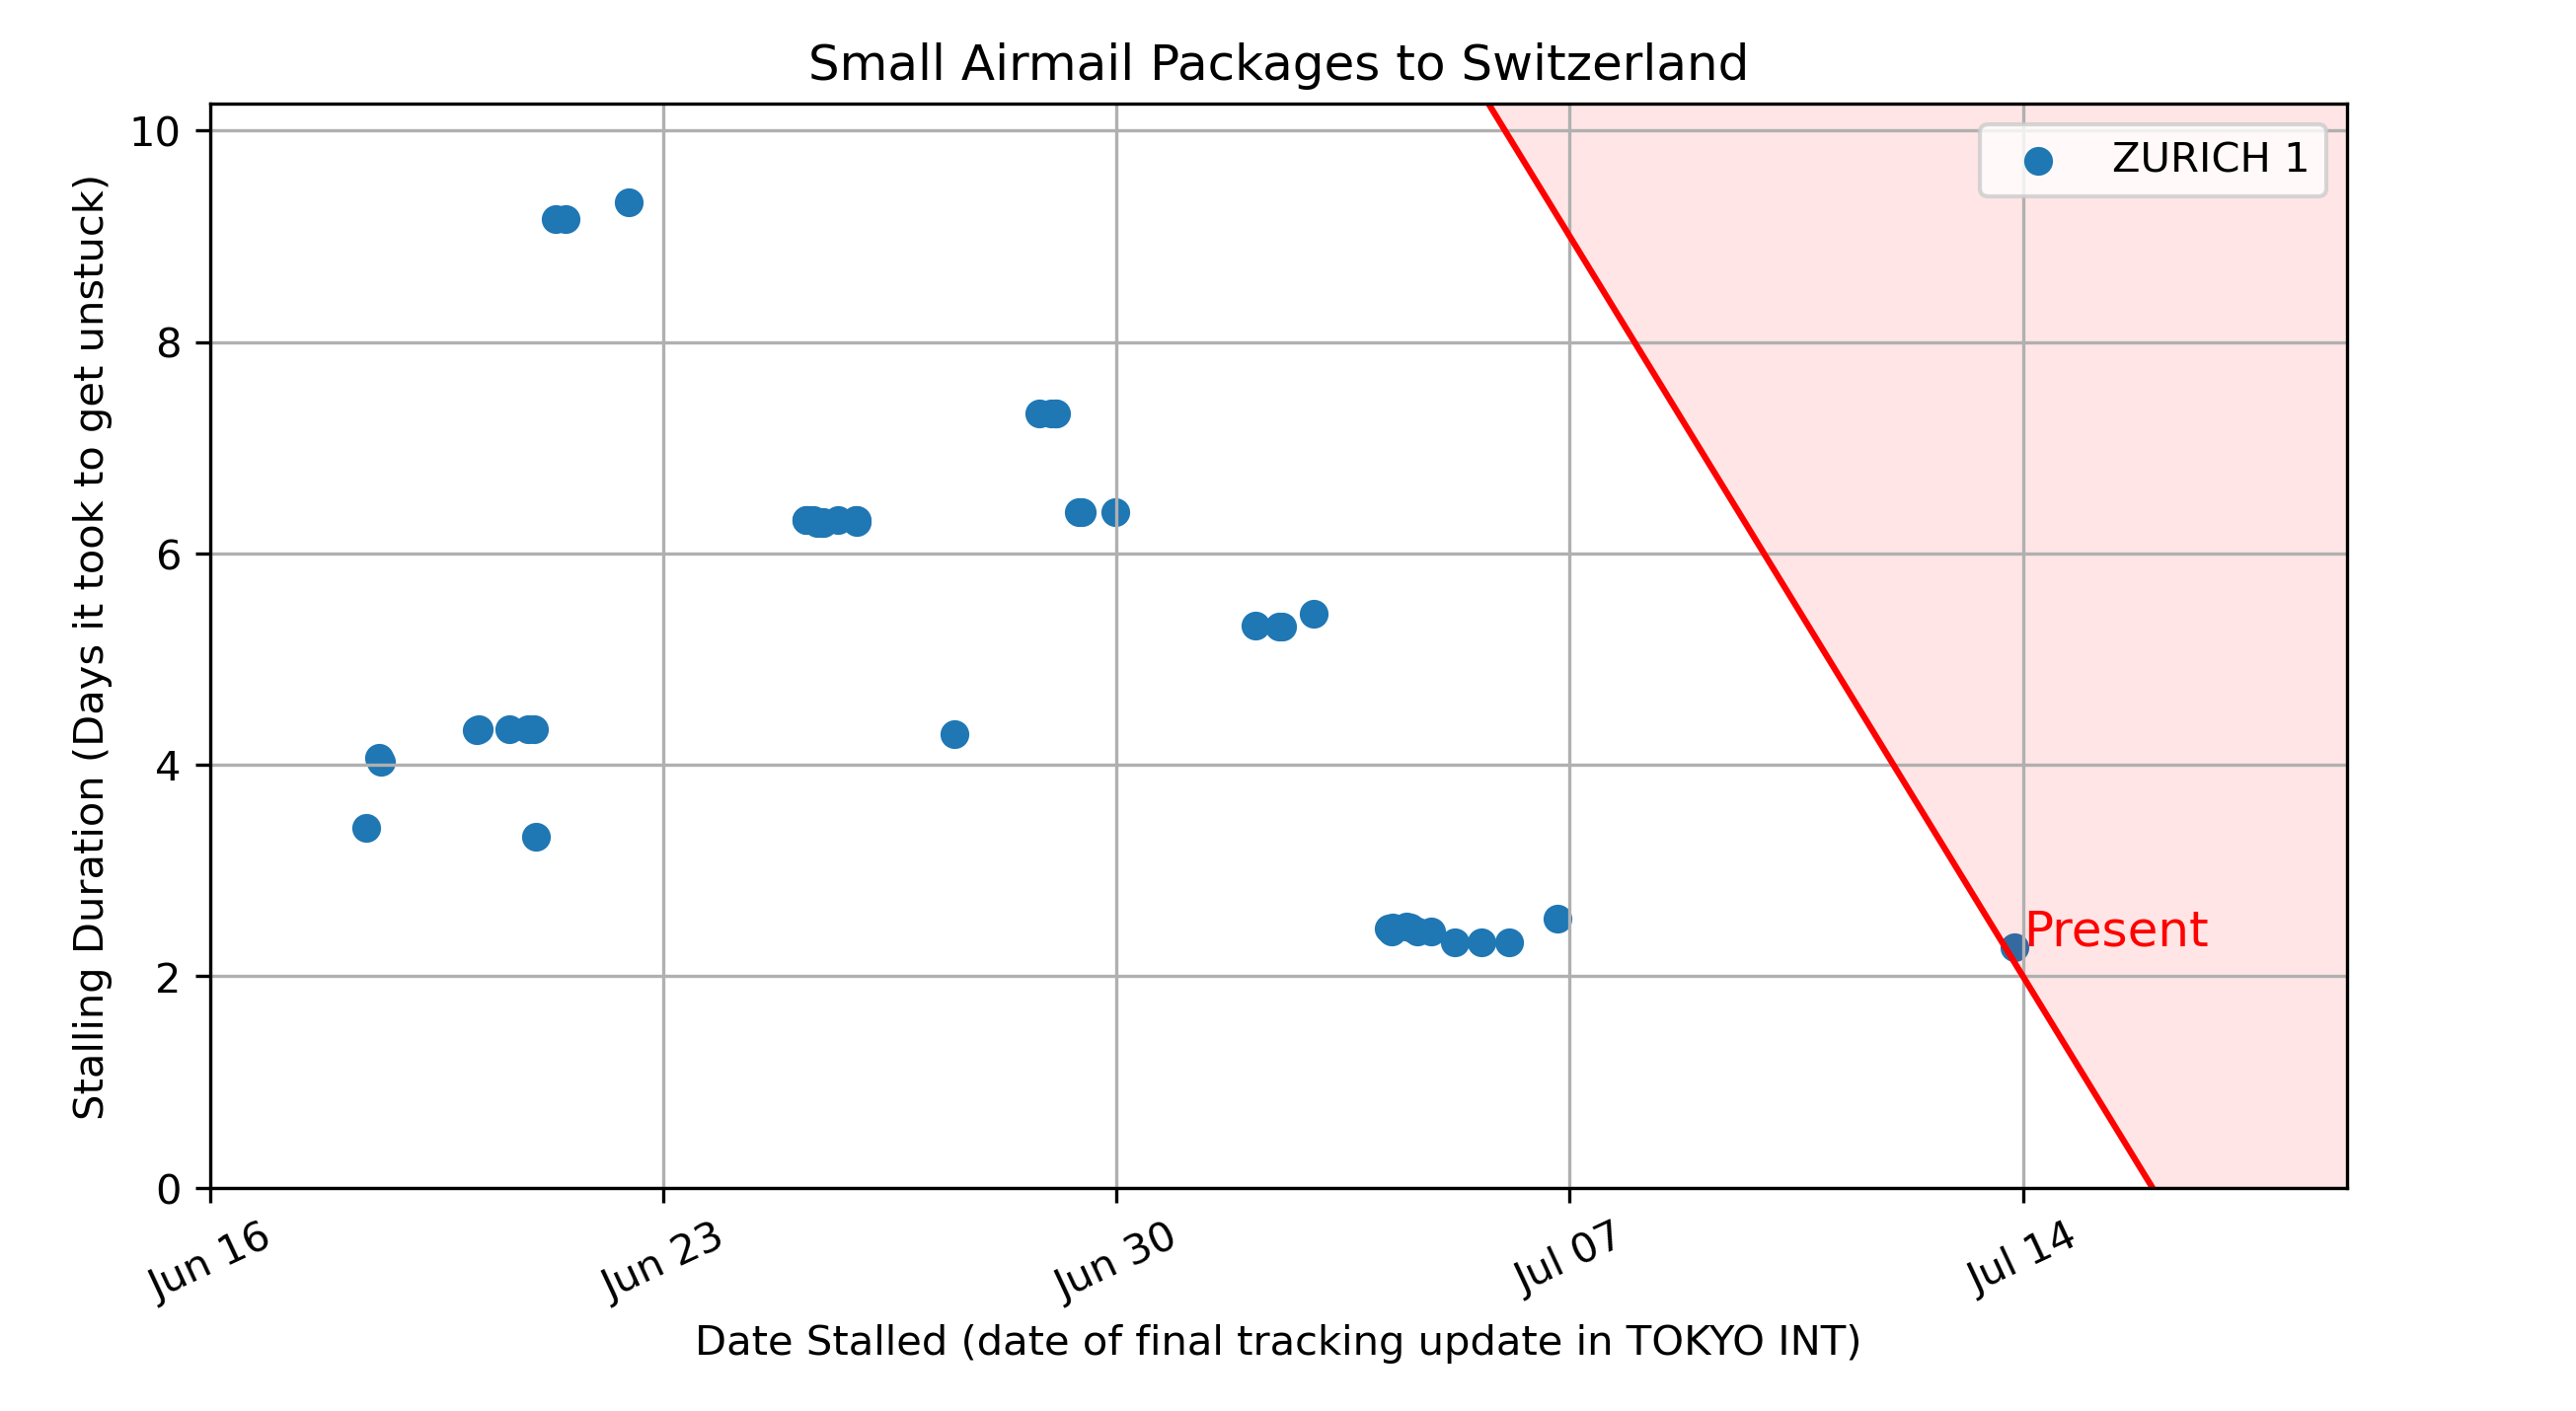 Small Airmail Packages to Switzerland
Stalling Duration (Days it took to get unstuck)
10
8
6
4
2
0
ZURICH 1
Present
Jun 16
Jun 23
Jun 30
Jul 07
Jul 14
Date Stalled (date of final tracking update in TOKYO INT)